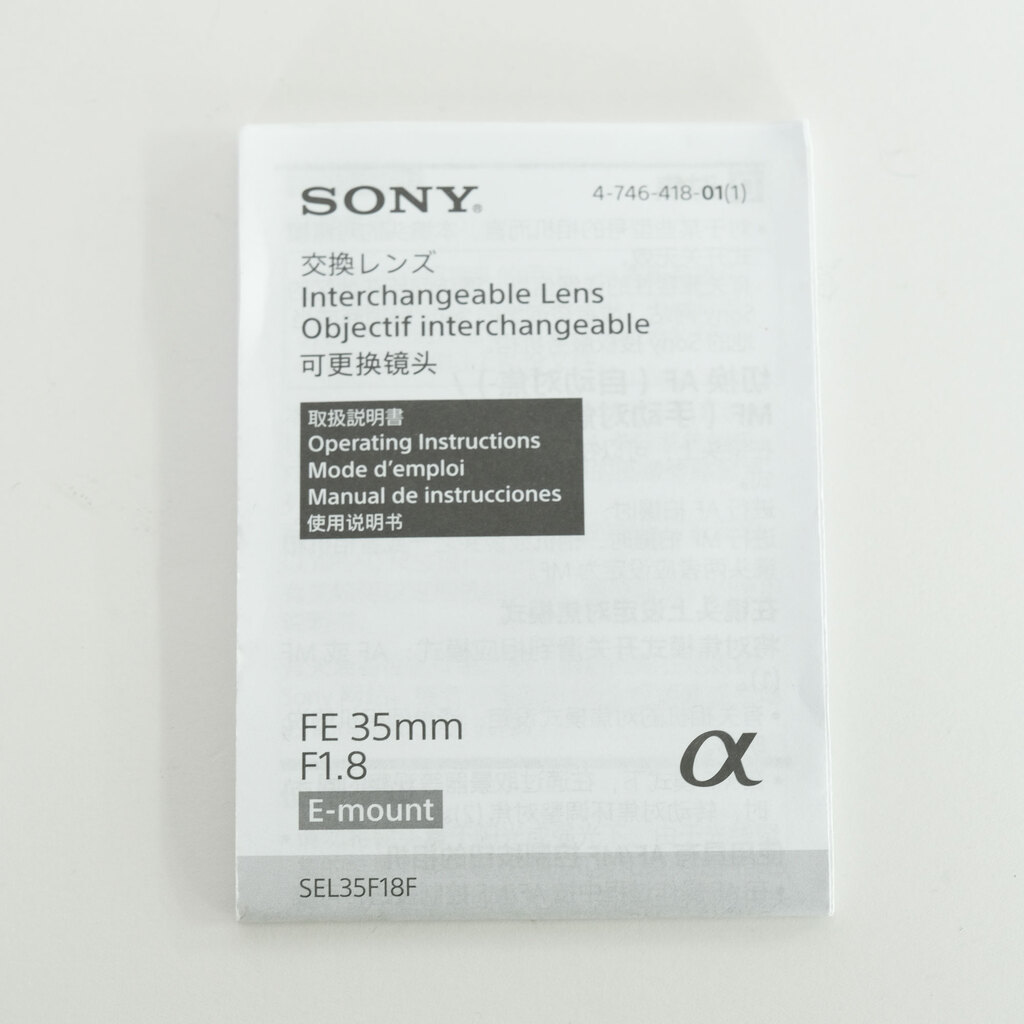 SONY®
4-746-418-01(1)
交換レンズ
Interchangeable Lens
Objectif interchangeable
可更换镜头
取扱説明書
Operating Instructions
Mode d'emploi
Manual de instrucciones
使用说明书
FE 35mm
F1.8
α
E-mount
SEL35F18F